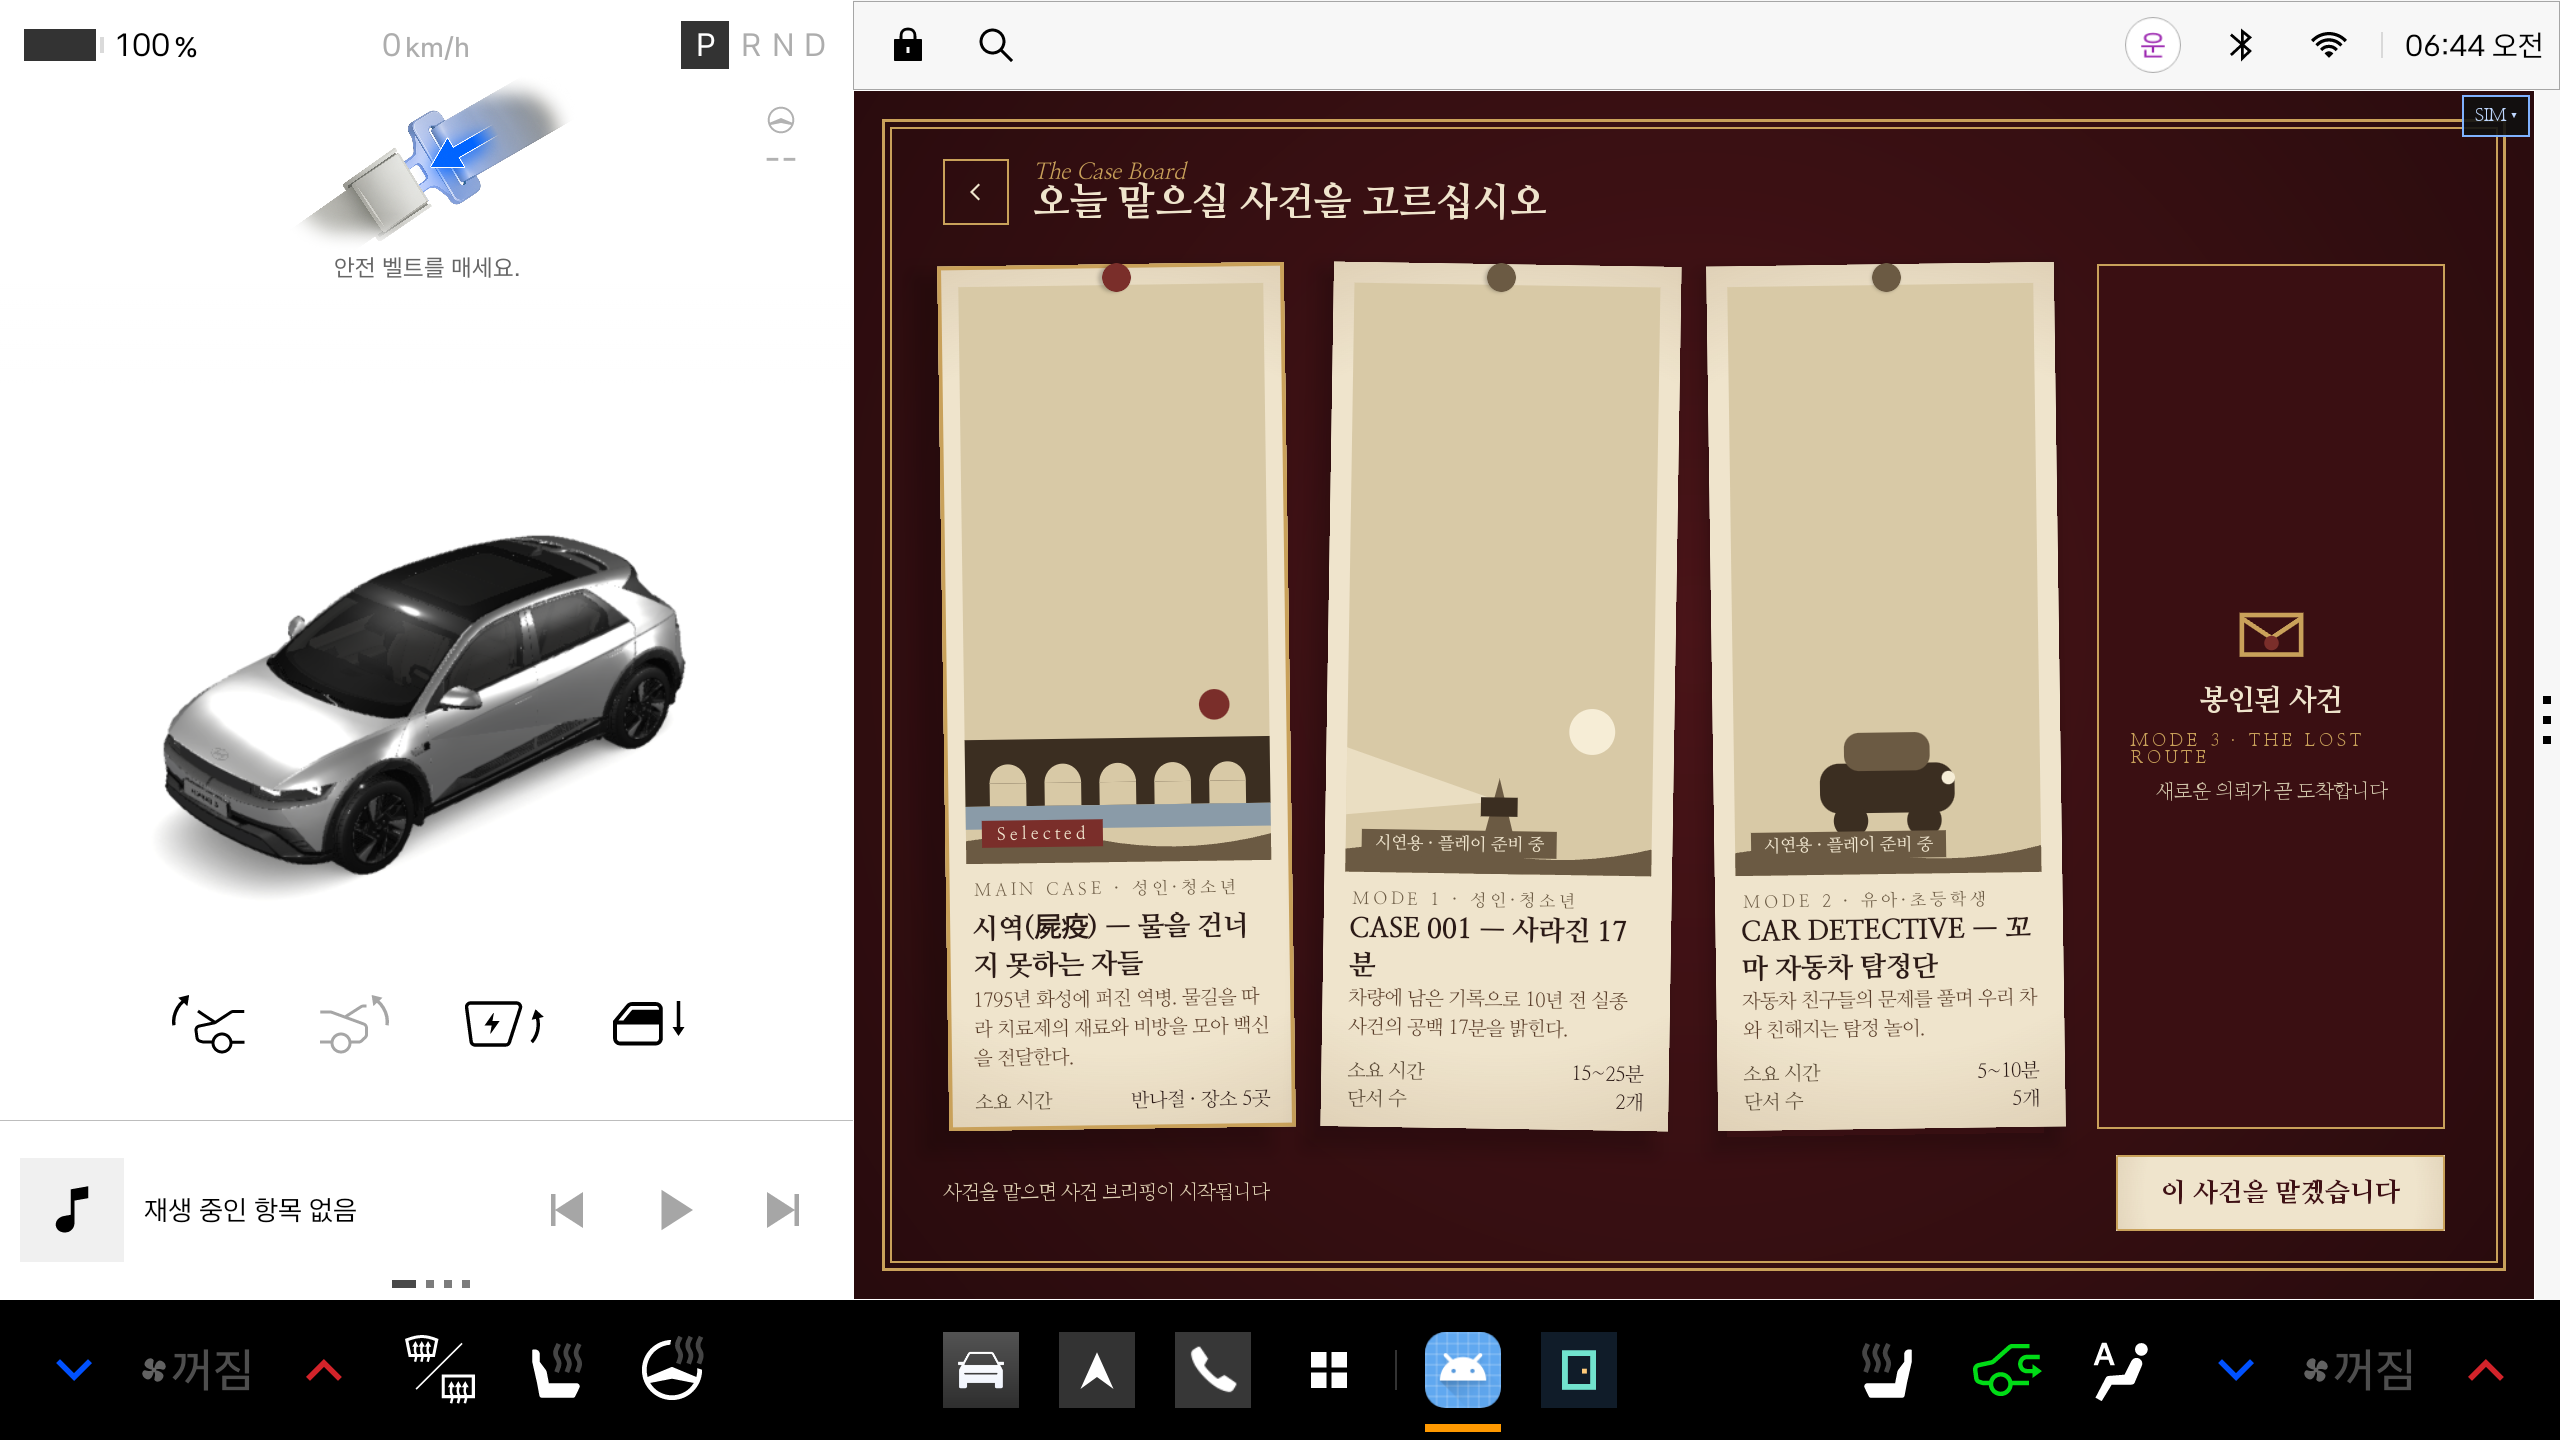 100%
0 km/h
P R N D
안전 벨트를 매세요.
재생 중인 항목 없음
운
06:44 오전
SIM
The Case Board
오늘 맡으실 사건을 고르십시오
Selected
MAIN CASE · 성인·청소년
시역(屍疫) — 물을 건너
지 못하는 자들
1795년 화성에 퍼진 역병. 물길을 따
라 치료제의 재료와 비방을 모아 백신
을 전달한다.
소요 시간 반나절 · 장소 5곳
시연용 · 플레이 준비 중
MODE 1 · 성인·청소년
CASE 001 — 사라진 17
분
차량에 남은 기록으로 10년 전 실종
사건의 공백 17분을 밝힌다.
소요 시간 15~25분
단서 수 2개
시연용 · 플레이 준비 중
MODE 2 · 유아·초등학생
CAR DETECTIVE — 꼬
마 자동차 탐정단
자동차 친구들의 문제를 풀며 우리 차
와 친해지는 탐정 놀이.
소요 시간 5~10분
단서 수 5개
봉인된 사건
MODE 3 · THE LOST
ROUTE
새로운 의뢰가 곧 도착합니다
사건을 맡으면 사건 브리핑이 시작됩니다
이 사건을 맡겠습니다
꺼짐
A
꺼짐